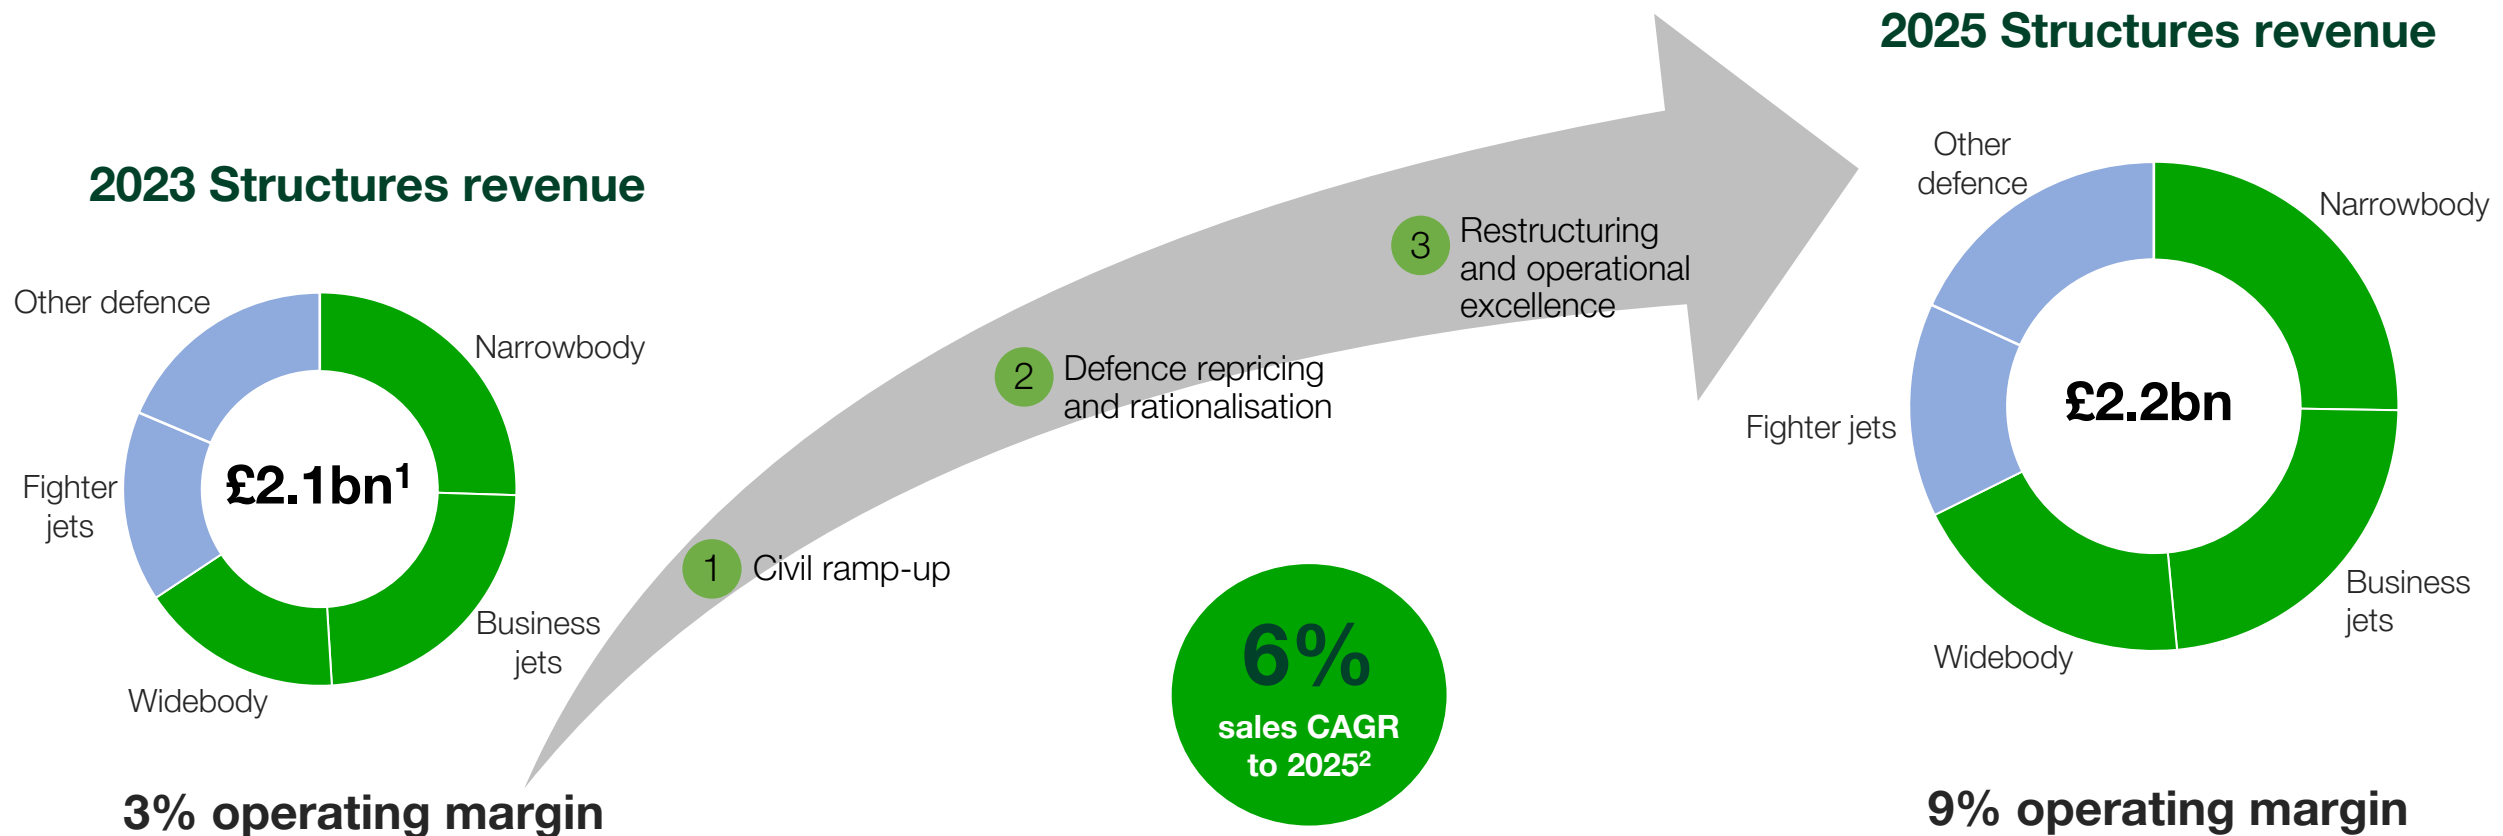 2023 Structures revenue
Other defence
Narrowbody
Fighter
jets
£2.1bn¹
Business
jets
Widebody
3% operating margin
1 Civil ramp-up
2 Defence repricing
and rationalisation
3 Restructuring
and operational
excellence
6%
sales CAGR
to 2025²
2025 Structures revenue
Other
defence
Narrowbody
Fighter jets
£2.2bn
Business
jets
Widebody
9% operating margin